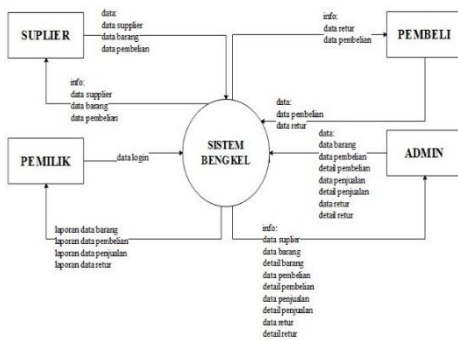 SUPLIER
data:
data supplier
data barang
data pembelian
info:
data retur
data pembelian
PEMBELI
info:
data supplier
data barang
data pembelian
data:
data pembelian
data retur
SISTEM
BENGKEL
PEMILIK
data login
data:
data barang
data pembelian
detail pembelian
data penjualan
detail penjualan
data retur
detail retur
ADMIN
laporan data barang
laporan data pembelian
laporan data penjualan
laporan data retur
info:
data suplier
data barang
detail barang
data pembelian
detail pembelian
data penjualan
detail penjualan
data retur
detail retur